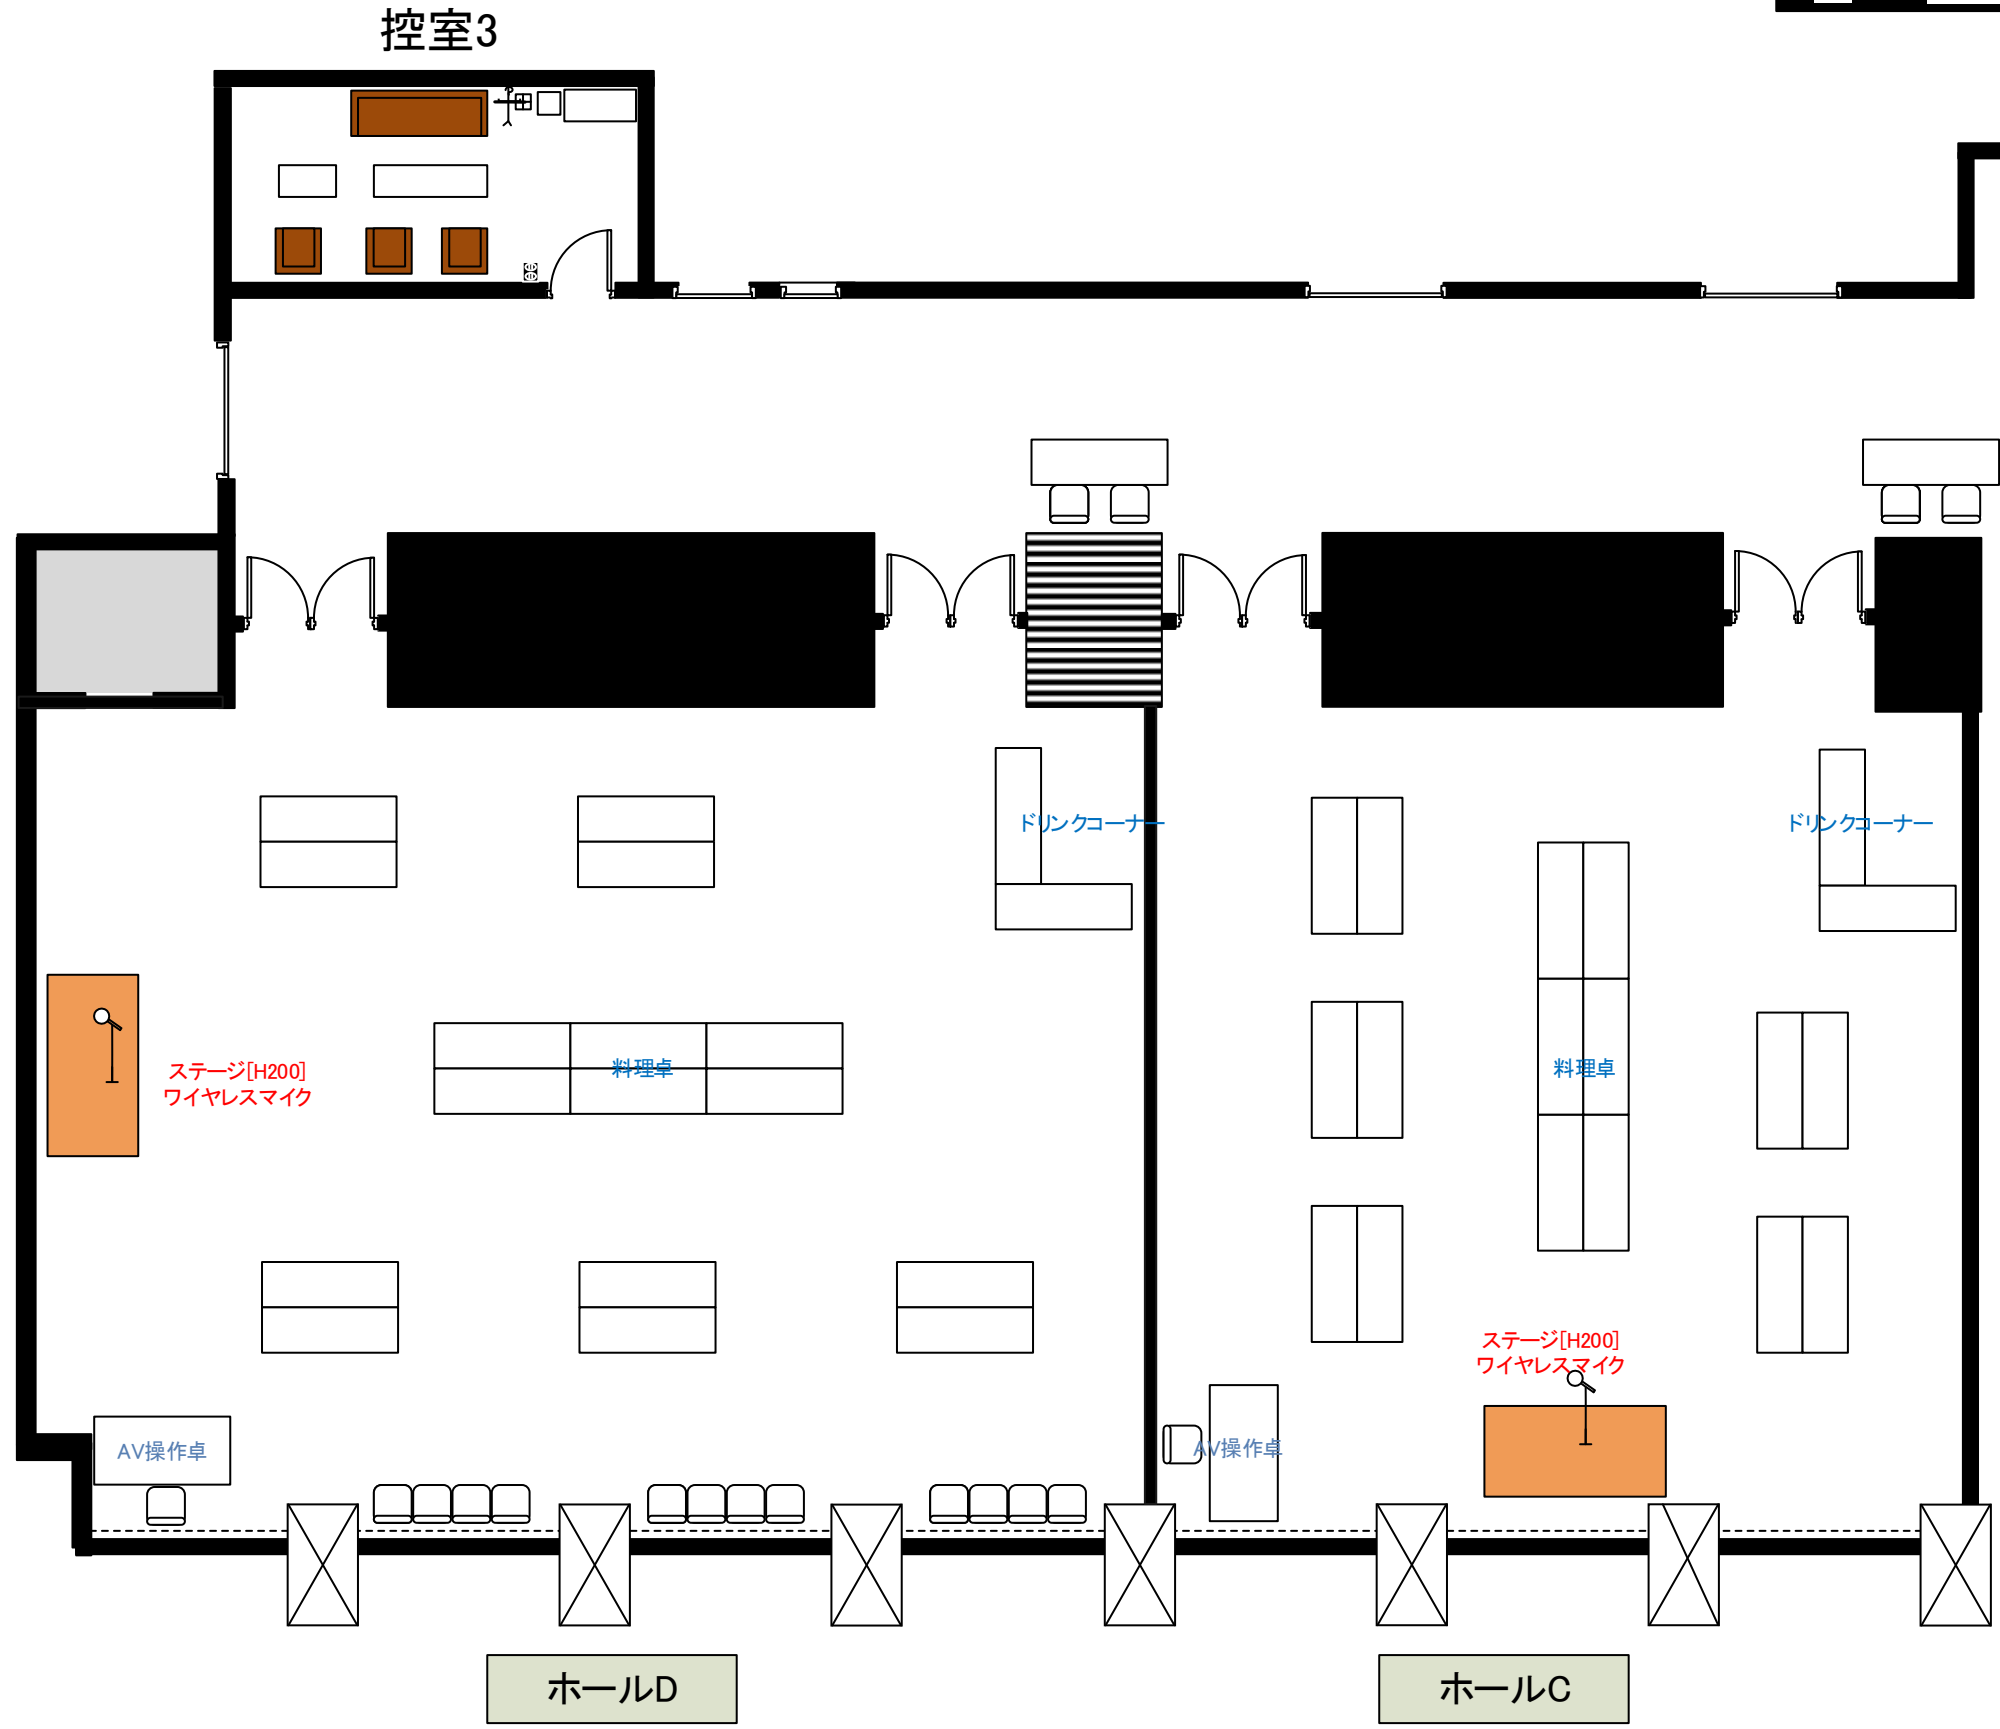 控室3
ドリンクコーナー
ドリンクコーナー
ステージ[H200]
ワイヤレスマイク
料理卓
料理卓
ステージ[H200]
ワイヤレスマイク
AV操作卓
AV操作卓
ホールD
ホールC